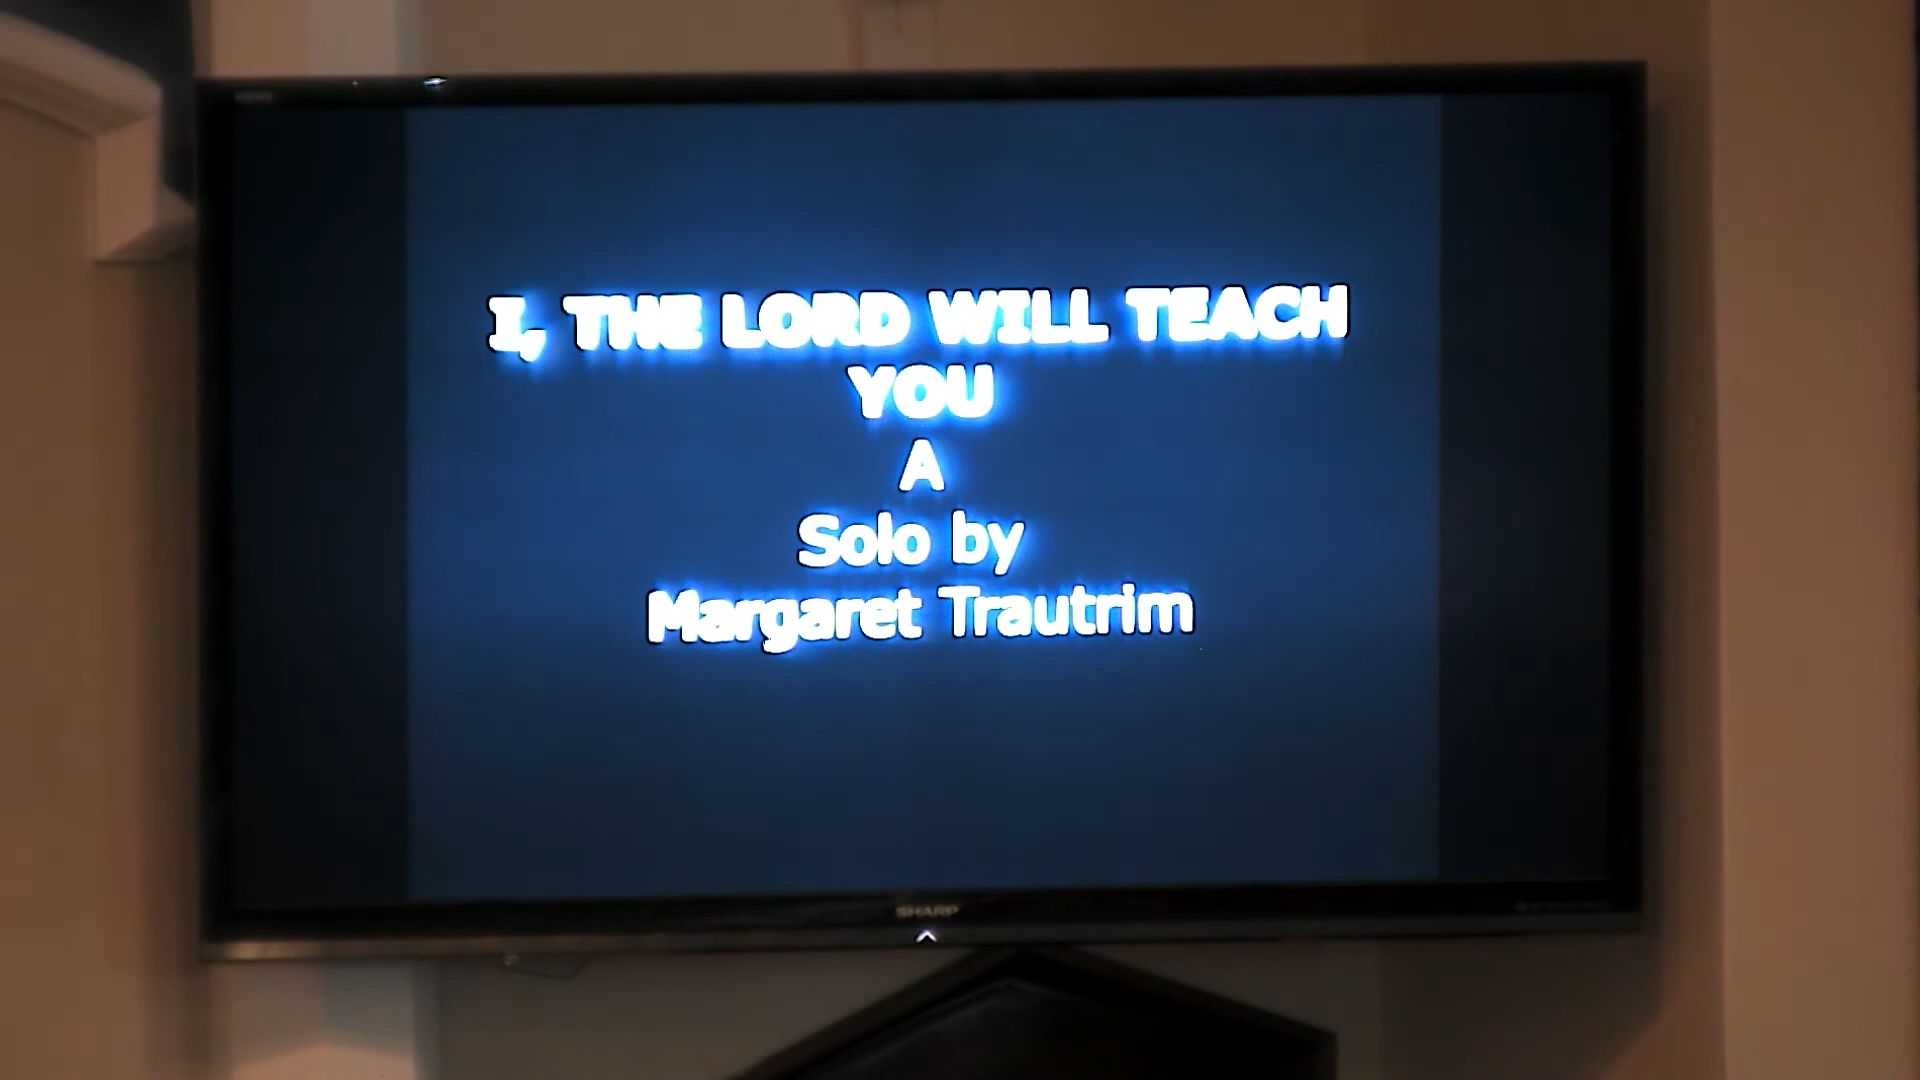 I, THE LORD WILL TEACH
YOU
A
Solo by
Margaret Trautrim
SHARP